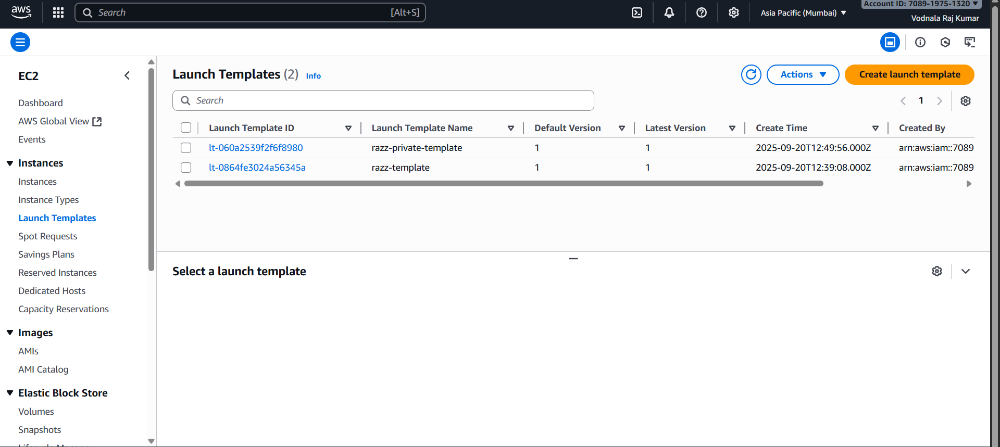 aws
Search [Alt+S]
Asia Pacific (Mumbai)
Account ID: 7089-1975-1320
Vodnala Raj Kumar
EC2
Dashboard
AWS Global View
Events
Instances
Instances
Instance Types
Launch Templates
Spot Requests
Savings Plans
Reserved Instances
Dedicated Hosts
Capacity Reservations
Images
AMIs
AMI Catalog
Elastic Block Store
Volumes
Snapshots
Launch Templates (2) Info
Actions
Create launch template
Search
1
Launch Template ID Launch Template Name Default Version Latest Version Create Time Created By
lt-060a2539f2f6f8980 razz-private-template 1 1 2025-09-20T12:49:56.000Z arn:aws:iam::7089
lt-0864fe3024a56345a razz-template 1 1 2025-09-20T12:39:08.000Z arn:aws:iam::7089
Select a launch template